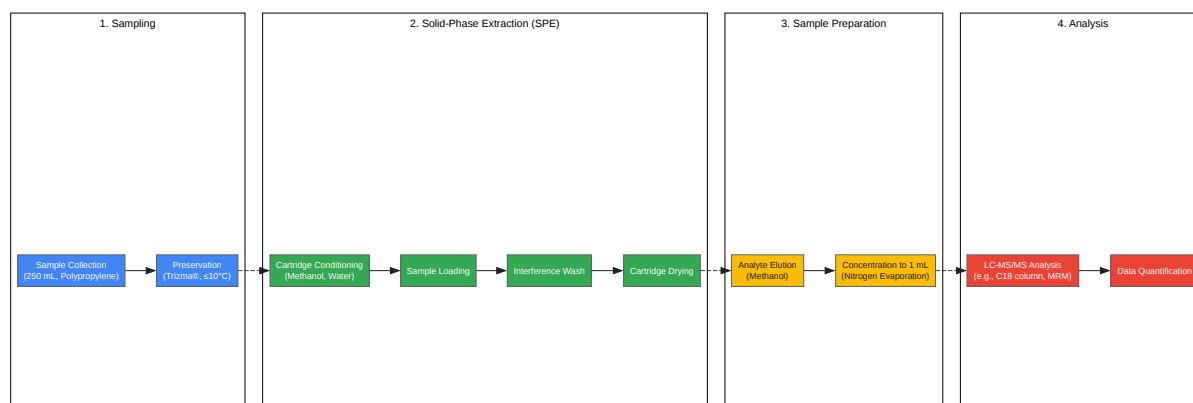 1. Sampling
2. Solid-Phase Extraction (SPE)
3. Sample Preparation
4. Analysis
Sample Collection
(250 mL, Polypropylene)
Preservation
(Trizma®, ≤10°C)
Cartridge Conditioning
(Methanol, Water)
Sample Loading
Interference Wash
Cartridge Drying
Analyte Elution
(Methanol)
Concentration to 1 mL
(Nitrogen Evaporation)
LC-MS/MS Analysis
(e.g., C18 column, MRM)
Data Quantification